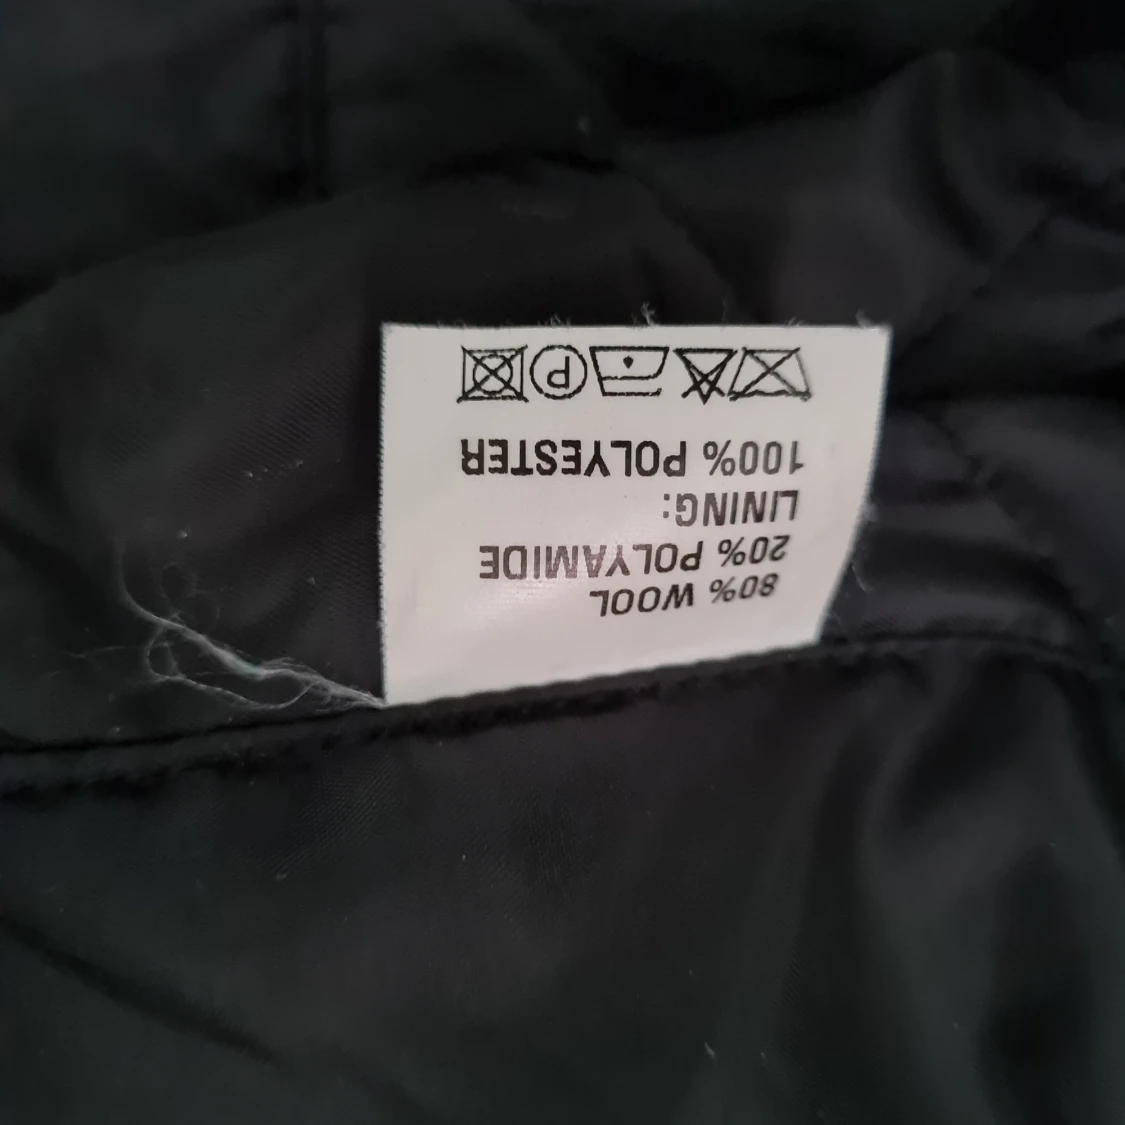 80% WOOL
20% POLYAMIDE
LINING:
100% POLYESTER
P